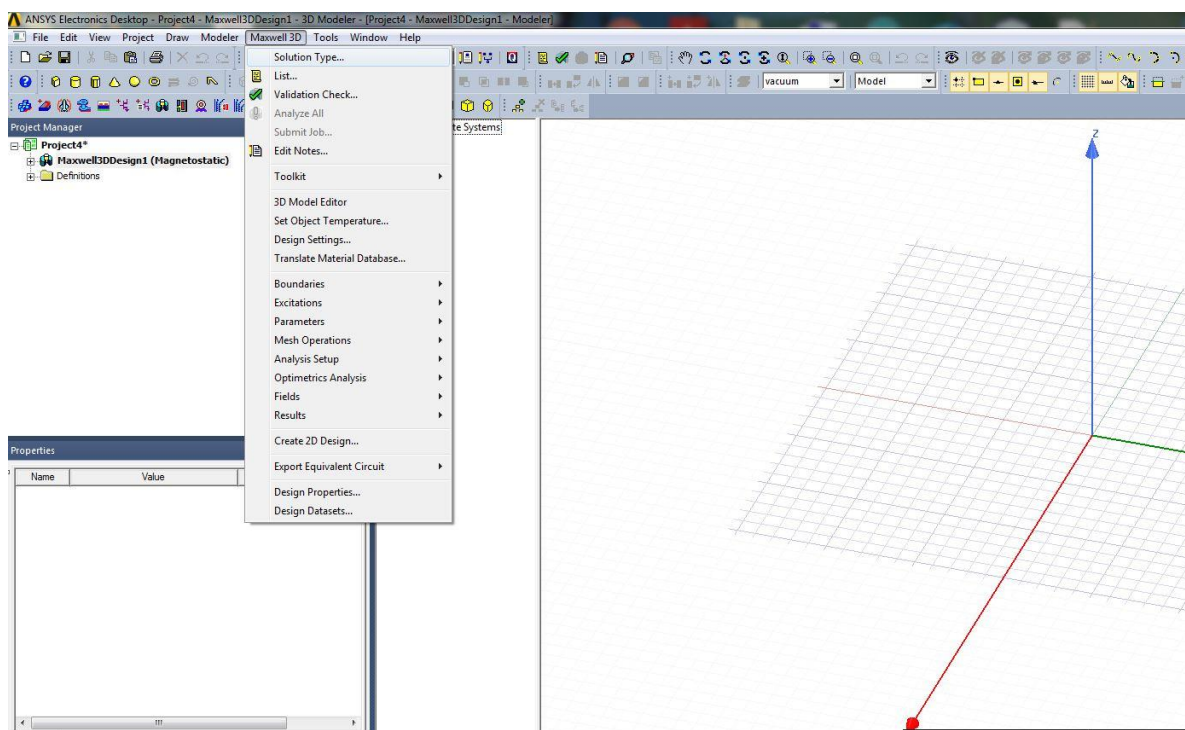 ANSYS Electronics Desktop - Project4 - Maxwell3DDesign1 - 3D Modeler - [Project4 - Maxwell3DDesign1 - Modeler]
File Edit View Project Draw Modeler Maxwell 3D Tools Window Help
vacuum Model
Project Manager
Project4*
Maxwell3DDesign1 (Magnetostatic)
Definitions
Solution Type...
List...
Validation Check...
Analyze All
Submit Job...
Edit Notes...
Toolkit
3D Model Editor
Set Object Temperature...
Design Settings...
Translate Material Database...
Boundaries
Excitations
Parameters
Mesh Operations
Analysis Setup
Optimetrics Analysis
Fields
Results
Create 2D Design...
Export Equivalent Circuit
Design Properties...
Design Datasets...
te Systems
Z
Properties
Name Value